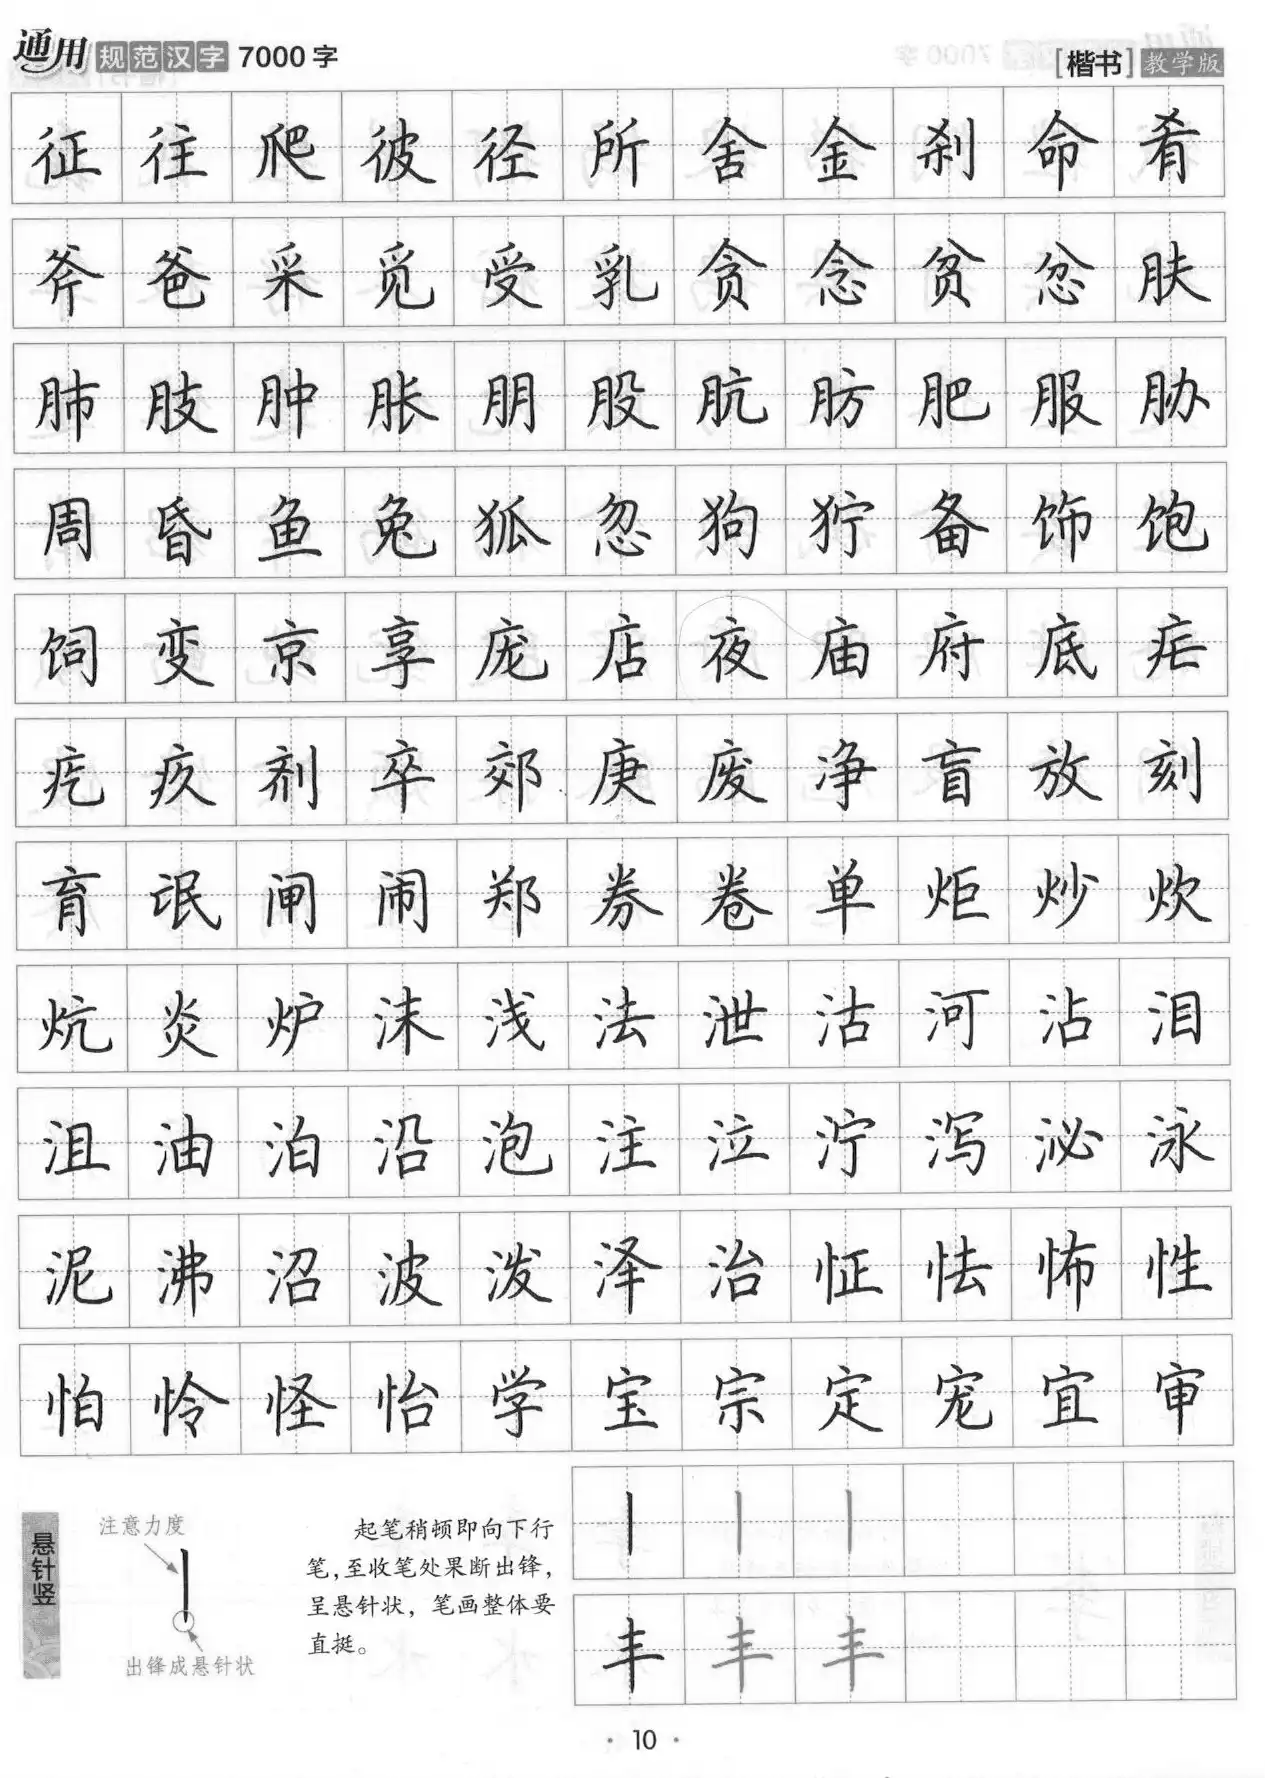 通用规范汉字 7000 字 [楷书] 教学版
征往爬彼径所舍金刹命肴
斧爸采觅受乳贪念贫忿肤
肺肢肿胀朋股肮肪肥服胁
周昏鱼兔狐忽狗狞备饰饱
饲变京享庞店夜庙府底疟
疙疚剂卒郊庚废净盲放刻
育氓闸闹郑券卷单炬炒炊
炕炎炉沫浅法泄沽河沾泪
沮油泊沿泡注泣泞泻泌泳
泥沸沼波泼泽治怔怯怖性
怕怜怪怡学宝宗定宠宜审
悬针竖
注意力度
出锋成悬针状
起笔稍顿即向下行
笔,至收笔处果断出锋,
呈悬针状，笔画整体要
直挺。
丨丨丨
丰丰丰
· 10 ·